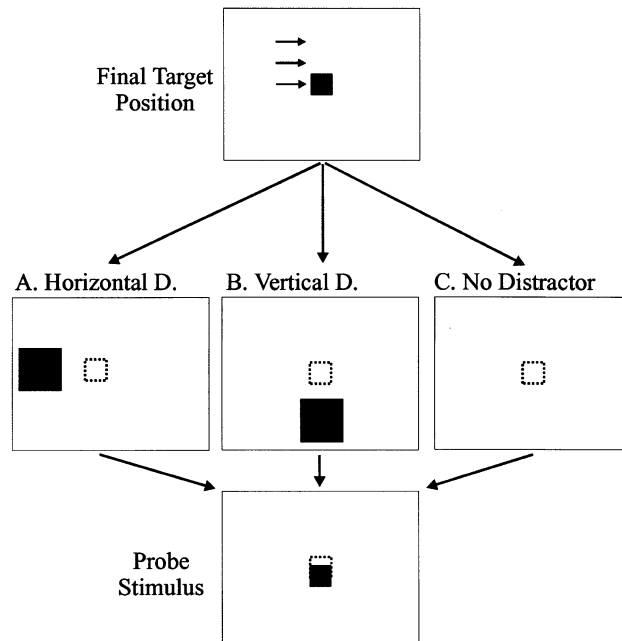 Final Target
Position
A. Horizontal D.
B. Vertical D.
C. No Distractor
Probe
Stimulus